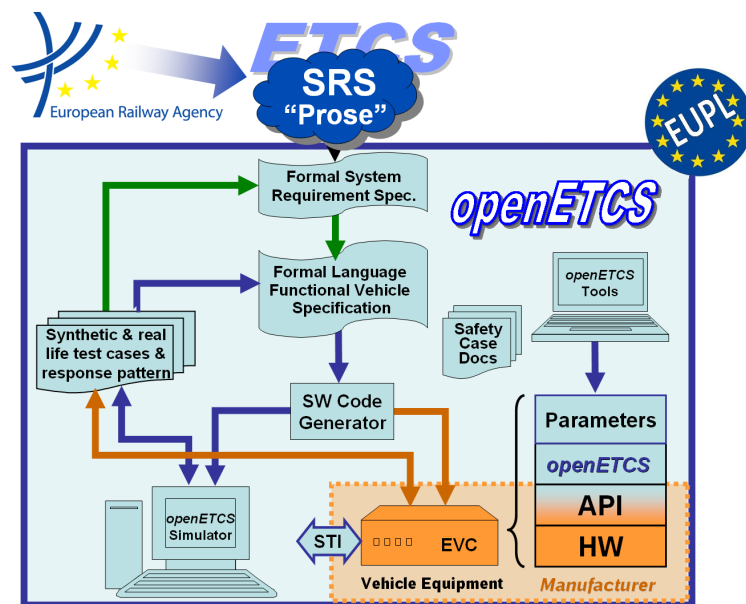 ETCS
European Railway Agency
SRS
“Prose”
EUPL
Formal System
Requirement Spec.
openETCS
Formal Language
Functional Vehicle
Specification
openETCS
Tools
Synthetic & real
life test cases &
response pattern
Safety
Case
Docs
SW Code
Generator
Parameters
openETCS
API
HW
openETCS
Simulator
STI
EVC
Vehicle Equipment
Manufacturer